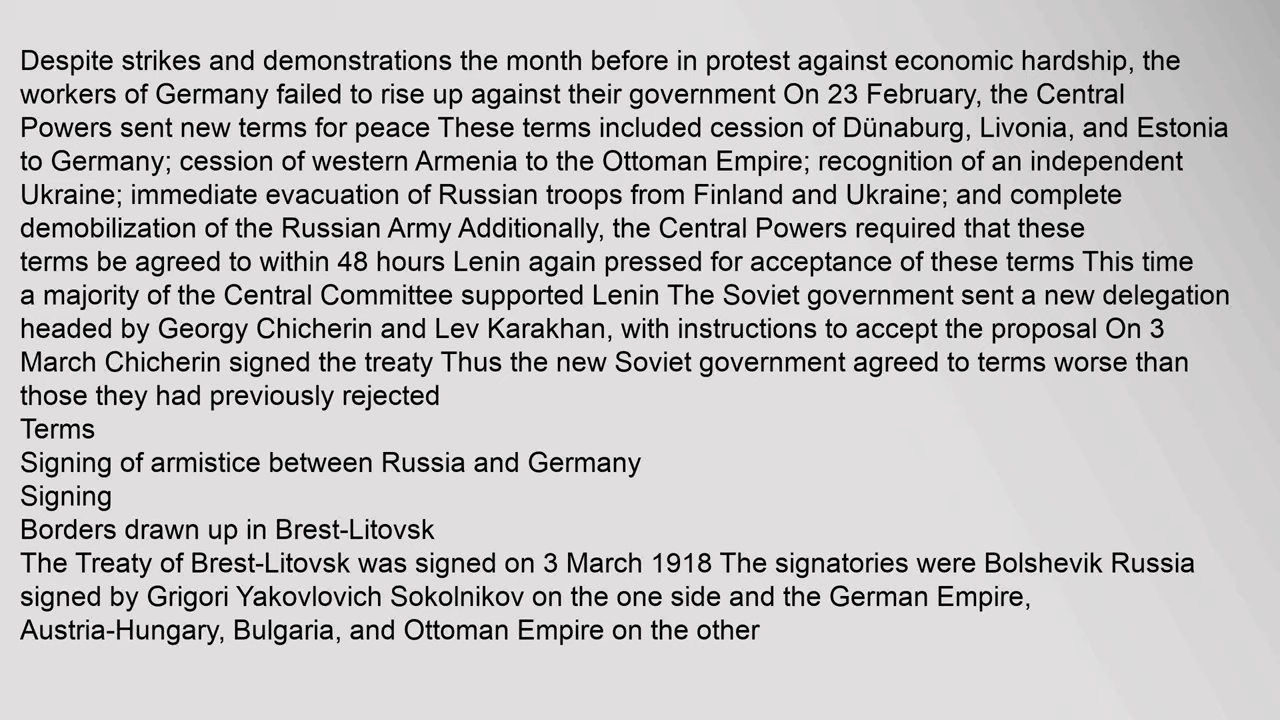 Despite strikes and demonstrations the month before in protest against economic hardship, the
workers of Germany failed to rise up against their government On 23 February, the Central
Powers sent new terms for peace These terms included cession of Dünaburg, Livonia, and Estonia
to Germany; cession of western Armenia to the Ottoman Empire; recognition of an independent
Ukraine; immediate evacuation of Russian troops from Finland and Ukraine; and complete
demobilization of the Russian Army Additionally, the Central Powers required that these
terms be agreed to within 48 hours Lenin again pressed for acceptance of these terms This time
a majority of the Central Committee supported Lenin The Soviet government sent a new delegation
headed by Georgy Chicherin and Lev Karakhan, with instructions to accept the proposal On 3
March Chicherin signed the treaty Thus the new Soviet government agreed to terms worse than
those they had previously rejected
Terms
Signing of armistice between Russia and Germany
Signing
Borders drawn up in Brest-Litovsk
The Treaty of Brest-Litovsk was signed on 3 March 1918 The signatories were Bolshevik Russia
signed by Grigori Yakovlovich Sokolnikov on the one side and the German Empire,
Austria-Hungary, Bulgaria, and Ottoman Empire on the other